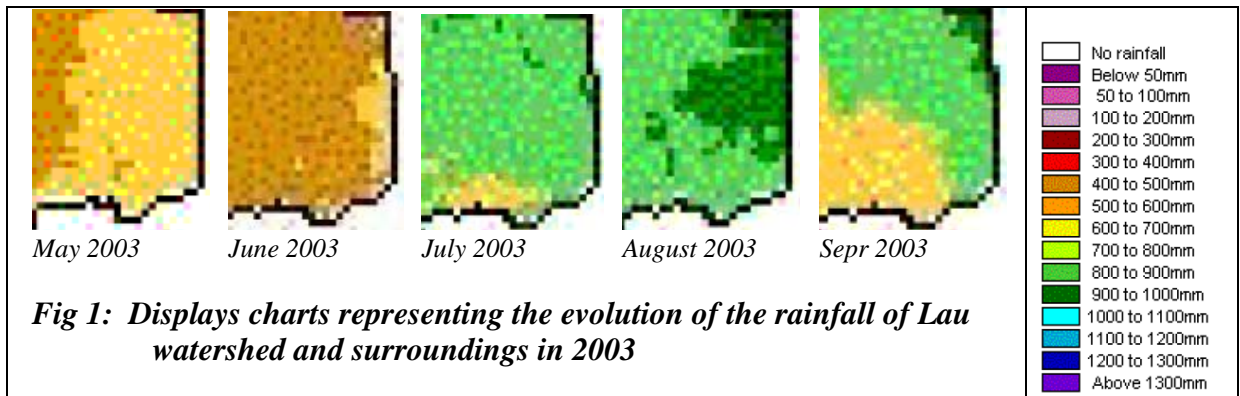 May 2003
June 2003
July 2003
August 2003
Sepr 2003
Fig 1: Displays charts representing the evolution of the rainfall of Lau
watershed and surroundings in 2003
No rainfall
Below 50mm
50 to 100mm
100 to 200mm
200 to 300mm
300 to 400mm
400 to 500mm
500 to 600mm
600 to 700mm
700 to 800mm
800 to 900mm
900 to 1000mm
1000 to 1100mm
1100 to 1200mm
1200 to 1300mm
Above 1300mm